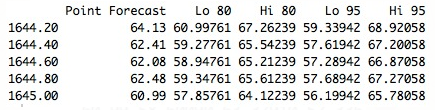 Point Forecast Lo 80 Hi 80 Lo 95 Hi 95
1644.20 64.13 60.99761 67.26239 59.33942 68.92058
1644.40 62.41 59.27761 65.54239 57.61942 67.20058
1644.60 62.08 58.94761 65.21239 57.28942 66.87058
1644.80 62.48 59.34761 65.61239 57.68942 67.27058
1645.00 60.99 57.85761 64.12239 56.19942 65.78058